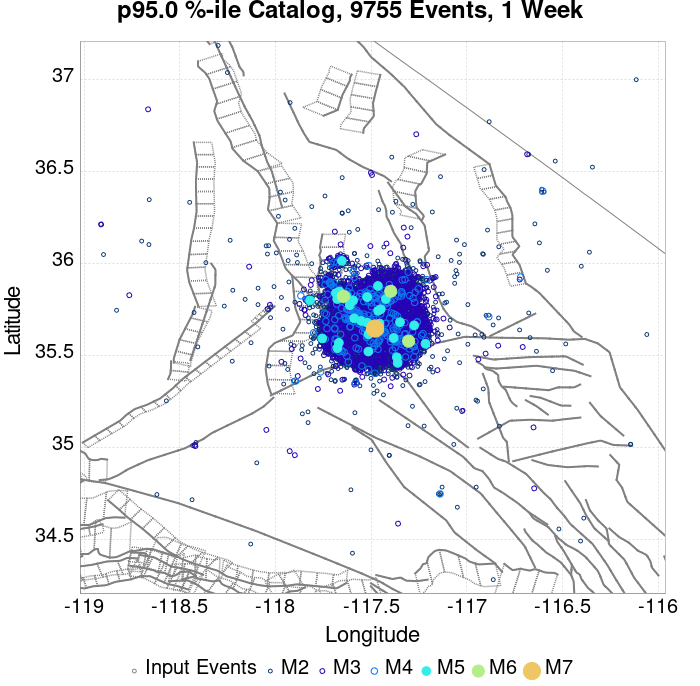 p95.0 %-ile Catalog, 9755 Events, 1 Week
37
36.5
36
35.5
35
34.5
Latitude
-119 -118.5 -118 -117.5 -117 -116.5 -116
Longitude
Input Events M2 M3 M4 M5 M6 M7